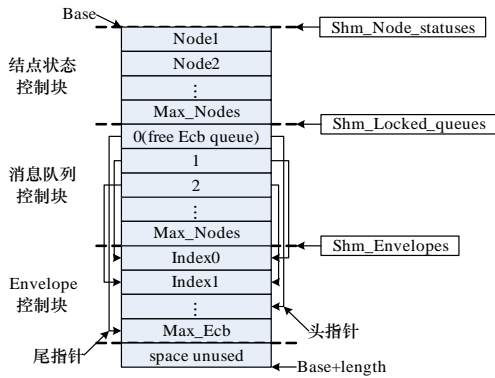 Base
Shm_Node_statuses
Node1
Node2
结点状态
控制块
⋮
Max_Nodes
Shm_Locked_queues
0(free Ecb queue)
1
消息队列
控制块
2
⋮
Max_Nodes
Shm_Envelopes
Index0
Envelope
控制块
Index1
⋮
头指针
Max_Ecb
尾指针
space unused
Base+length